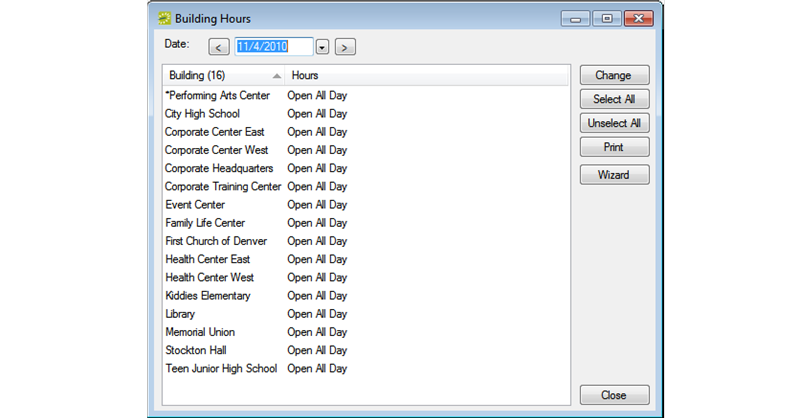 Building Hours
Date: < 11/4/2010 >
Building (16) Hours
*Performing Arts Center Open All Day
City High School Open All Day
Corporate Center East Open All Day
Corporate Center West Open All Day
Corporate Headquarters Open All Day
Corporate Training Center Open All Day
Event Center Open All Day
Family Life Center Open All Day
First Church of Denver Open All Day
Health Center East Open All Day
Health Center West Open All Day
Kiddies Elementary Open All Day
Library Open All Day
Memorial Union Open All Day
Stockton Hall Open All Day
Teen Junior High School Open All Day
Change
Select All
Unselect All
Print
Wizard
Close